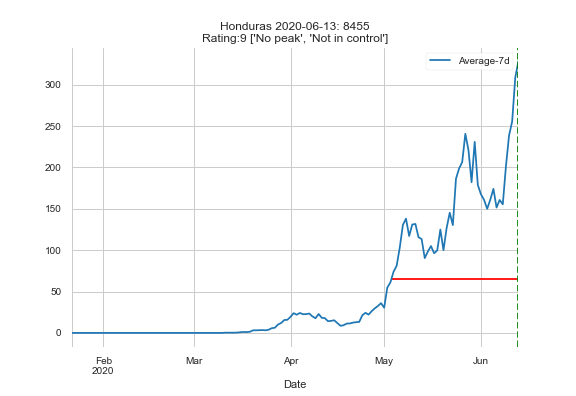 Honduras 2020-06-13: 8455
Rating:9 ['No peak', 'Not in control']
Average-7d
300
250
200
150
100
50
0
Feb
2020
Mar
Apr
May
Jun
Date